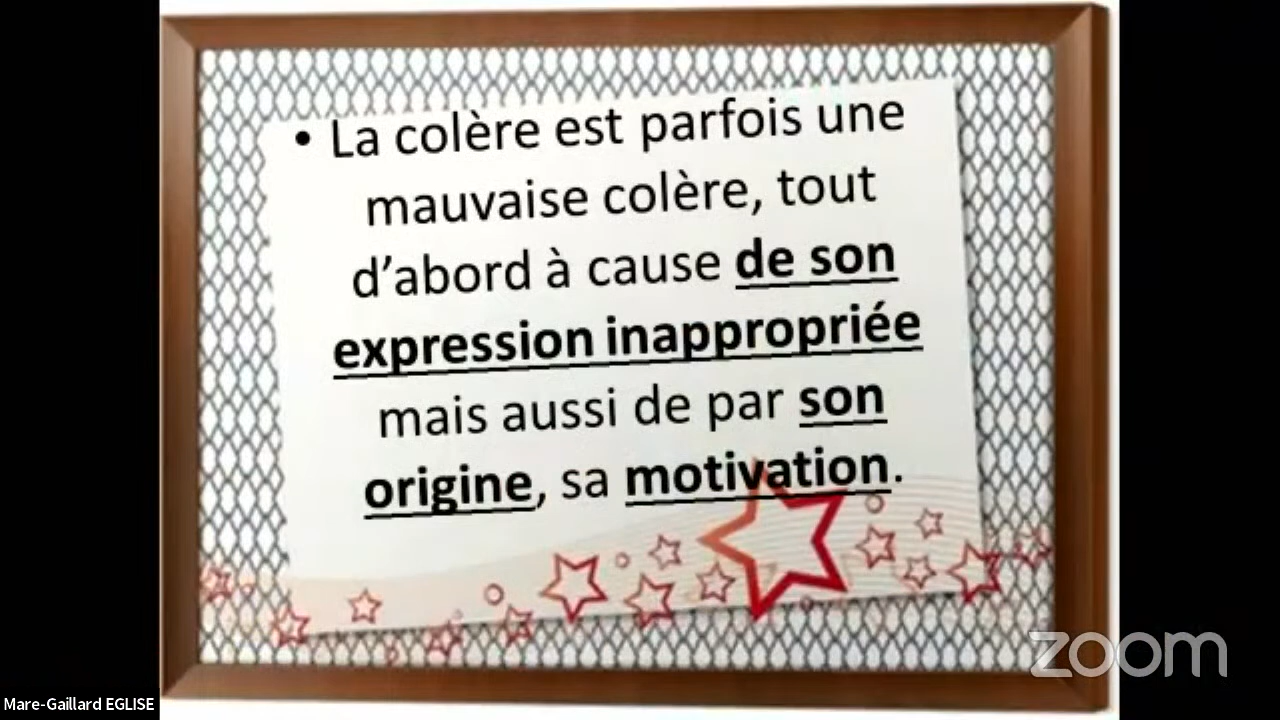 • La colère est parfois une
mauvaise colère, tout
d’abord à cause de son
expression inappropriée
mais aussi de par son
origine, sa motivation.
zoom
Mare-Gaillard EGLISE